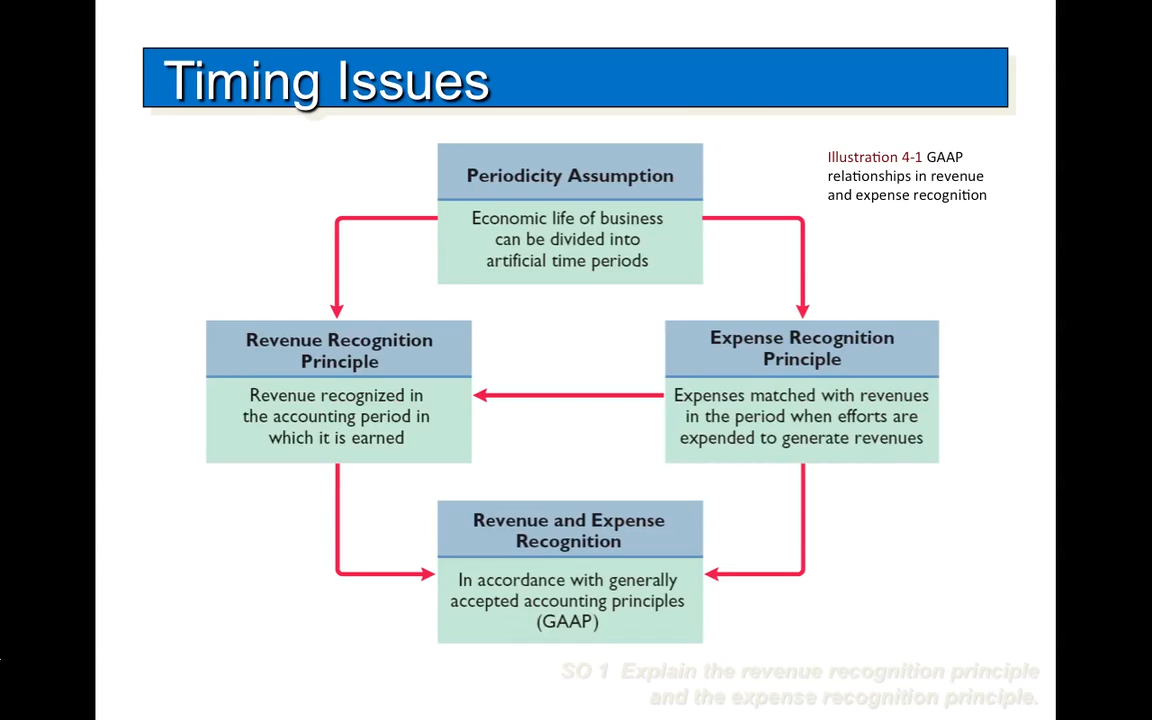 Timing Issues
Illustration 4-1 GAAP
relationships in revenue
and expense recognition
Periodicity Assumption
Economic life of business
can be divided into
artificial time periods
Revenue Recognition
Principle
Revenue recognized in
the accounting period in
which it is earned
Expense Recognition
Principle
Expenses matched with revenues
in the period when efforts are
expended to generate revenues
Revenue and Expense
Recognition
In accordance with generally
accepted accounting principles
(GAAP)
SO 1 Explain the revenue recognition principle
and the expense recognition principle.